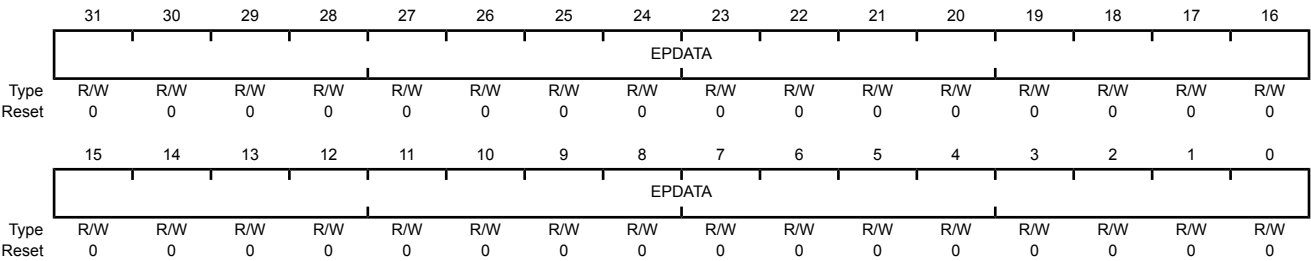 31 30 29 28 27 26 25 24 23 22 21 20 19 18 17 16
EPDATA
Type R/W R/W R/W R/W R/W R/W R/W R/W R/W R/W R/W R/W R/W R/W R/W R/W
Reset 0 0 0 0 0 0 0 0 0 0 0 0 0 0 0 0
15 14 13 12 11 10 9 8 7 6 5 4 3 2 1 0
EPDATA
Type R/W R/W R/W R/W R/W R/W R/W R/W R/W R/W R/W R/W R/W R/W R/W R/W
Reset 0 0 0 0 0 0 0 0 0 0 0 0 0 0 0 0